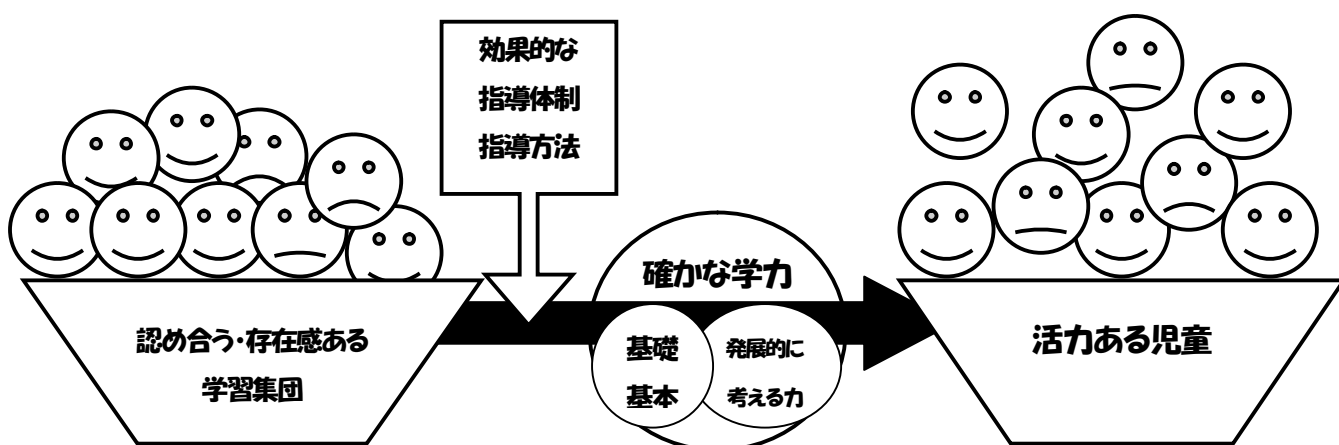 効果的な
指導体制
指導方法
認め合う・存在感ある
学習集団
確かな学力
基礎
基本
発展的に
考える力
活力ある児童